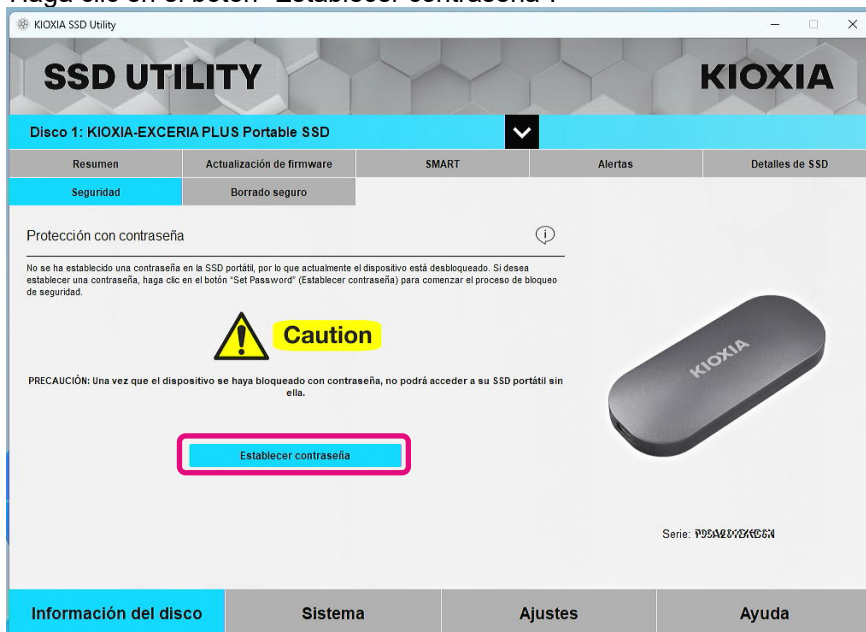 Haga clic en el botón "Establecer contraseña".
KIOXIA SSD Utility
SSD UTILITY
KIOXIA
Disco 1: KIOXIA-EXCERIA PLUS Portable SSD
Resumen Actualización de firmware SMART Alertas Detalles de SSD
Seguridad Borrado seguro
Protección con contraseña
No se ha establecido una contraseña en la SSD portátil, por lo que actualmente el dispositivo está desbloqueado. Si desea
establecer una contraseña, haga clic en el botón "Set Password" (Establecer contraseña) para comenzar el proceso de bloqueo
de seguridad.
Caution
PRECAUCIÓN: Una vez que el dispositivo se haya bloqueado con contraseña, no podrá acceder a su SSD portátil sin
ella.
KIOXIA
Establecer contraseña
Serie:
Información del disco Sistema Ajustes Ayuda